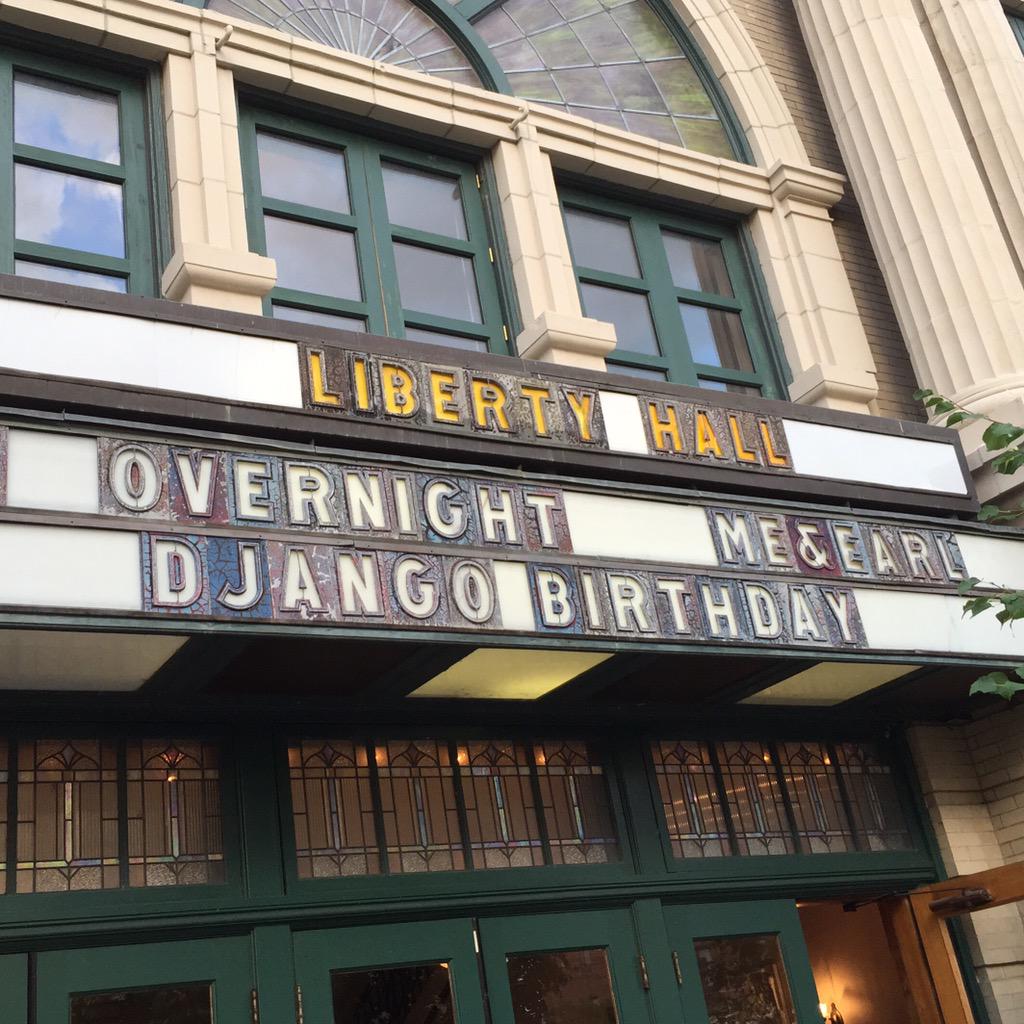 LIBERTY HALL
OVERNIGHT ME&EARL
DJANGO BIRTHDAY